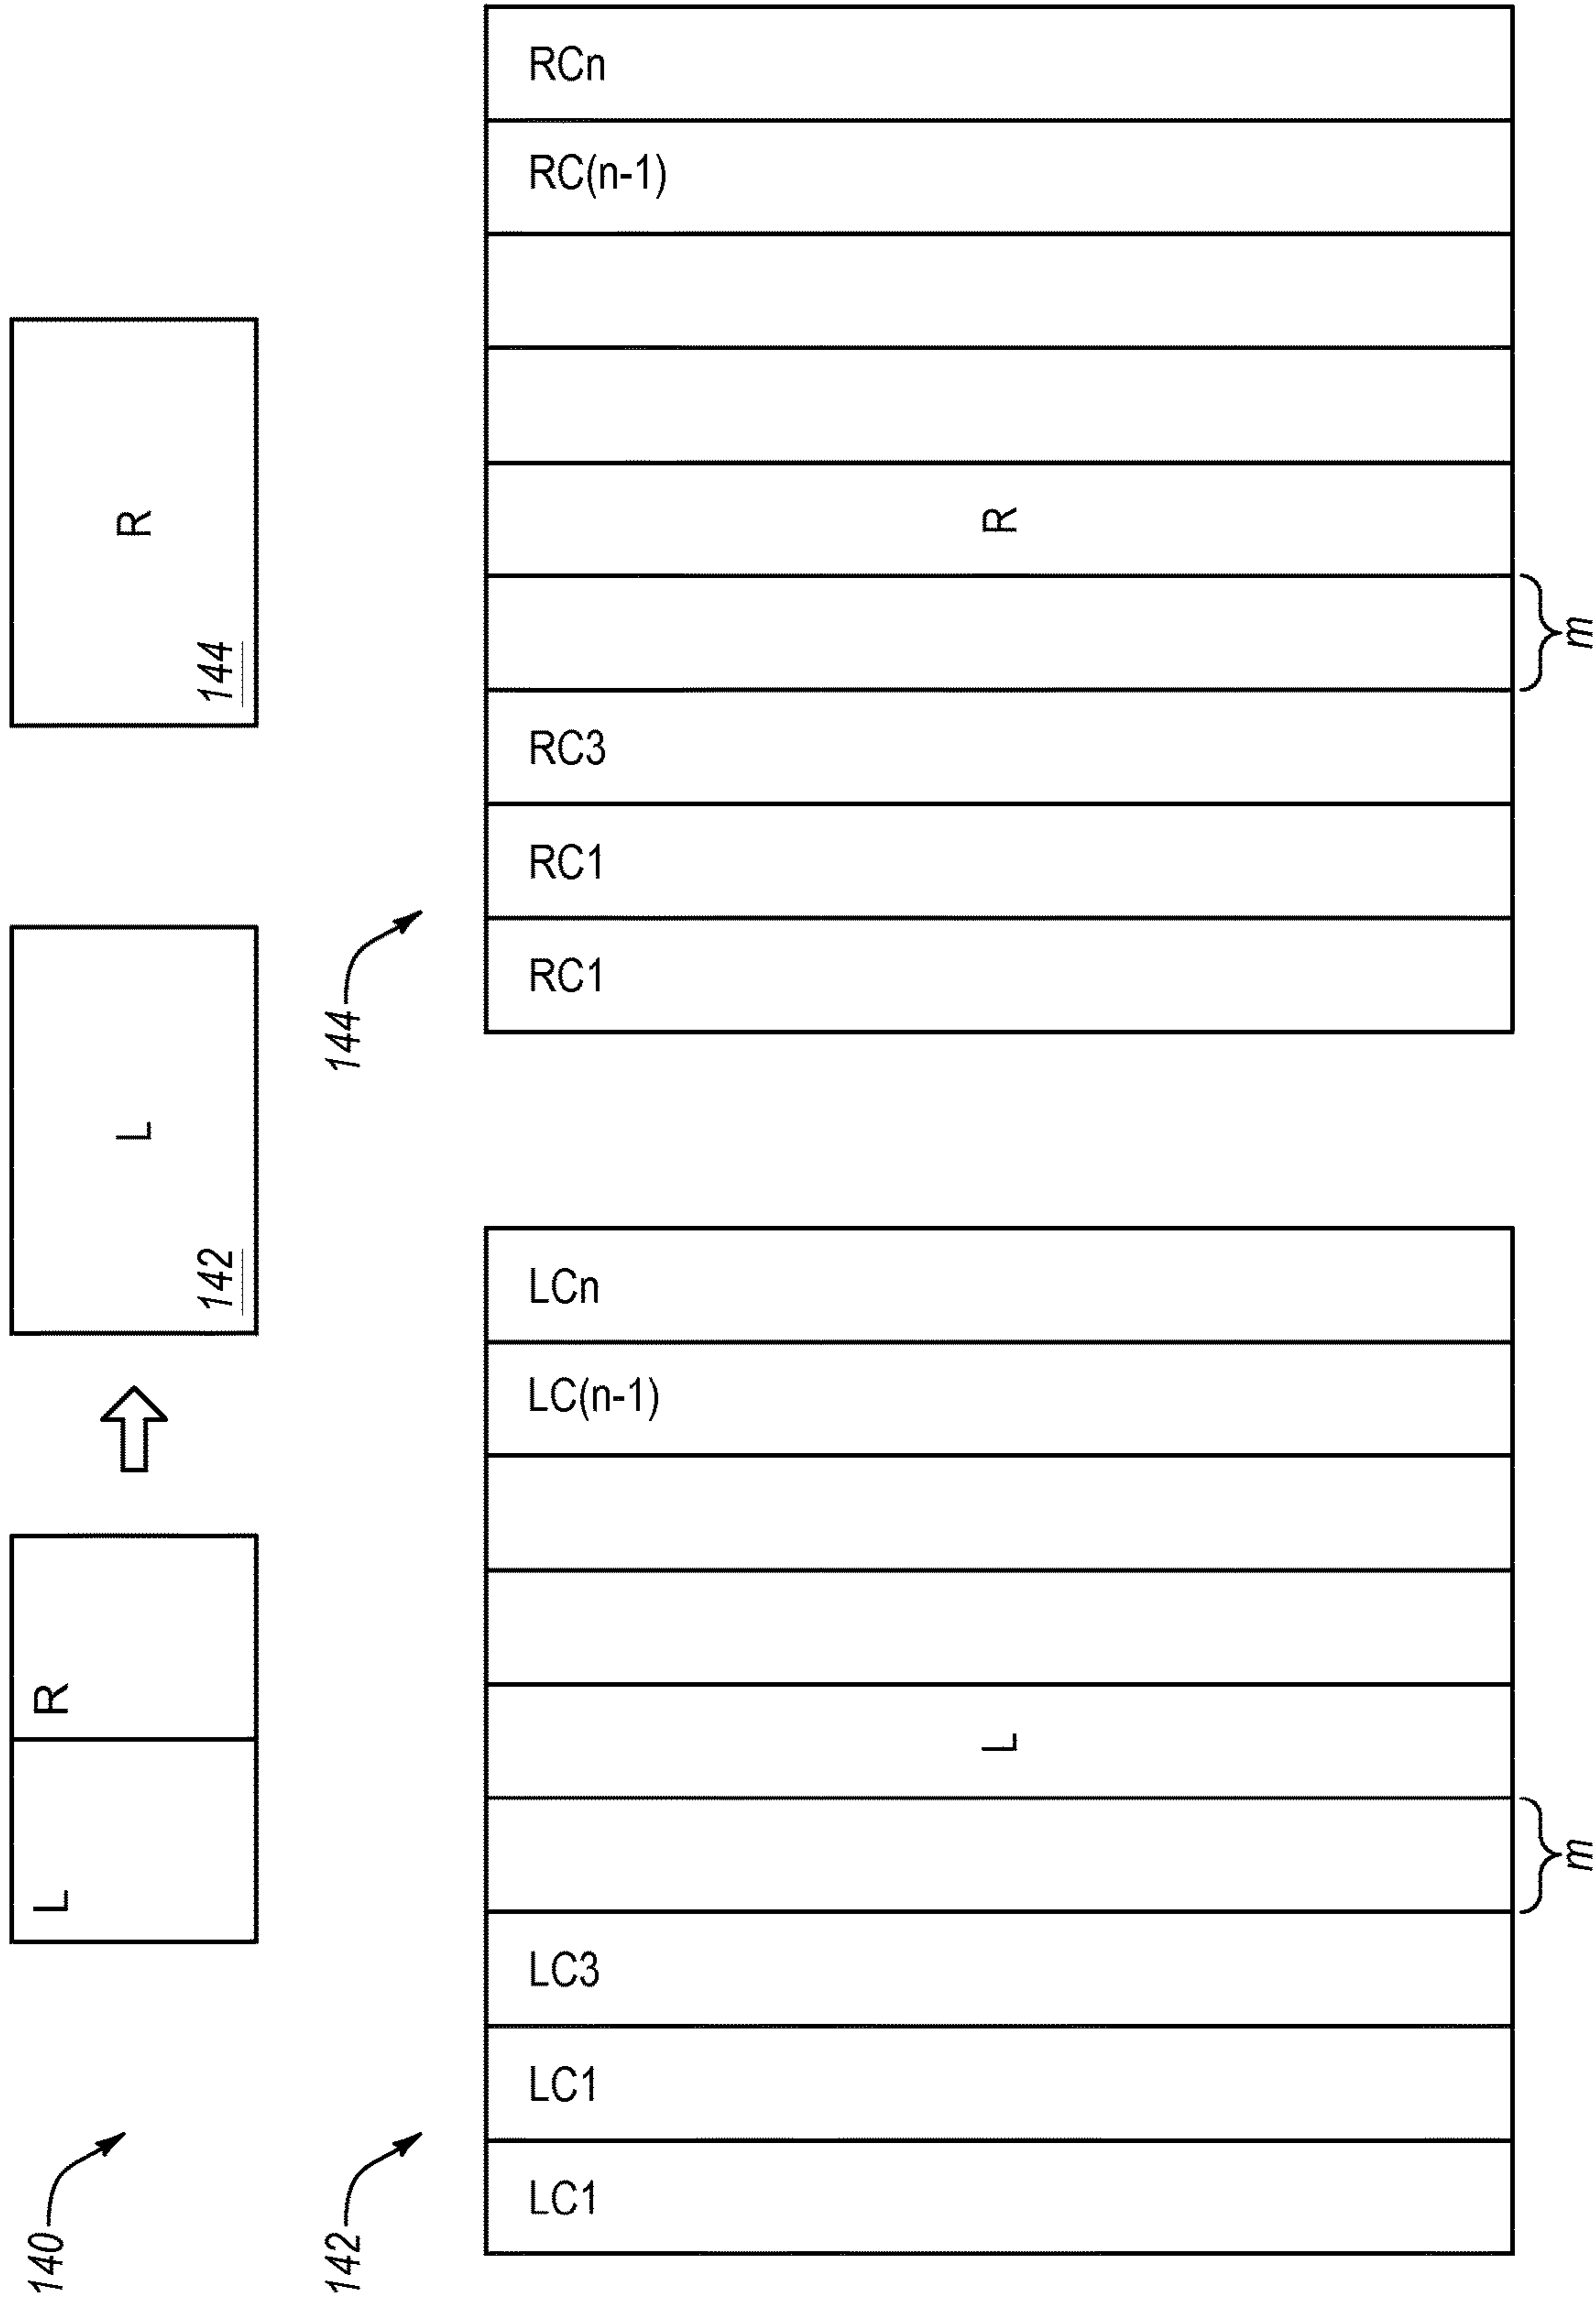 140
L
R
L
142
R
144
142
144
LC1
LC1
LC3
LC(n-1)
LCn
L
m
RC1
RC1
RC3
RC(n-1)
RCn
R
m